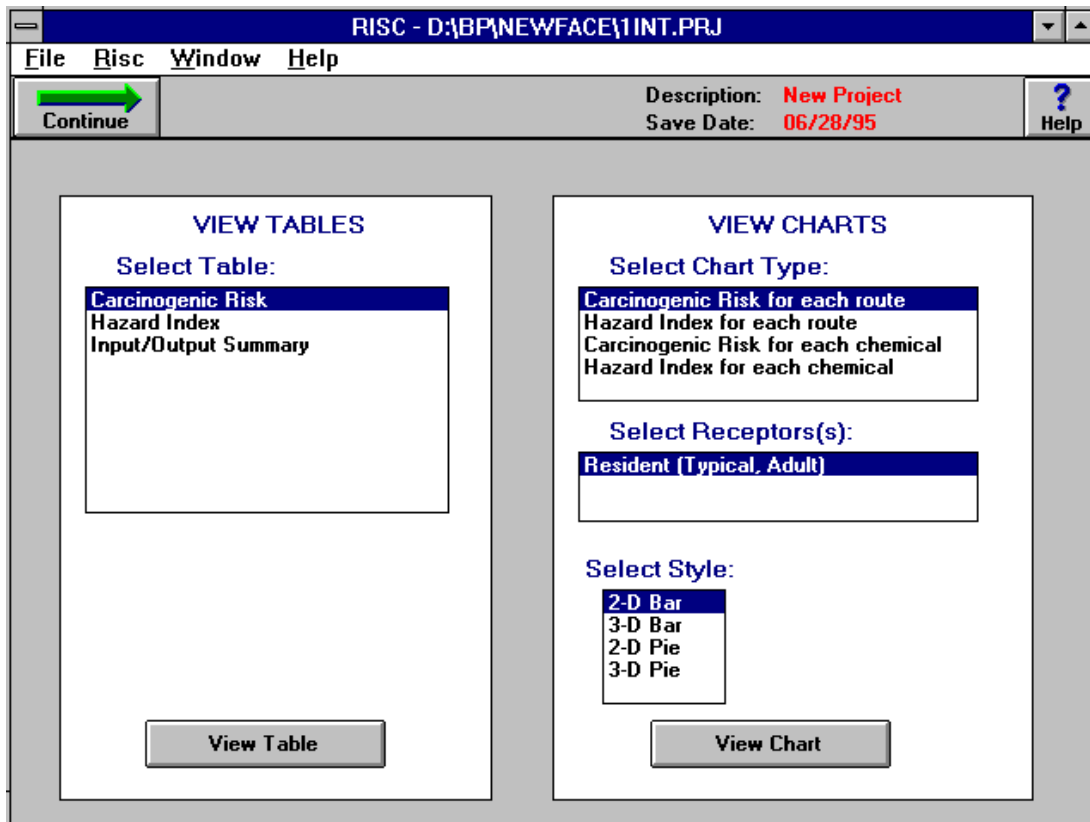 RISC - D:\BP\NEWFACE\1INT.PRJ
File Risc Window Help
Continue
Description: New Project
Save Date: 06/28/95
?
Help
VIEW TABLES
Select Table:
Carcinogenic Risk
Hazard Index
Input/Output Summary
View Table
VIEW CHARTS
Select Chart Type:
Carcinogenic Risk for each route
Hazard Index for each route
Carcinogenic Risk for each chemical
Hazard Index for each chemical
Select Receptors(s):
Resident (Typical, Adult)
Select Style:
2-D Bar
3-D Bar
2-D Pie
3-D Pie
View Chart